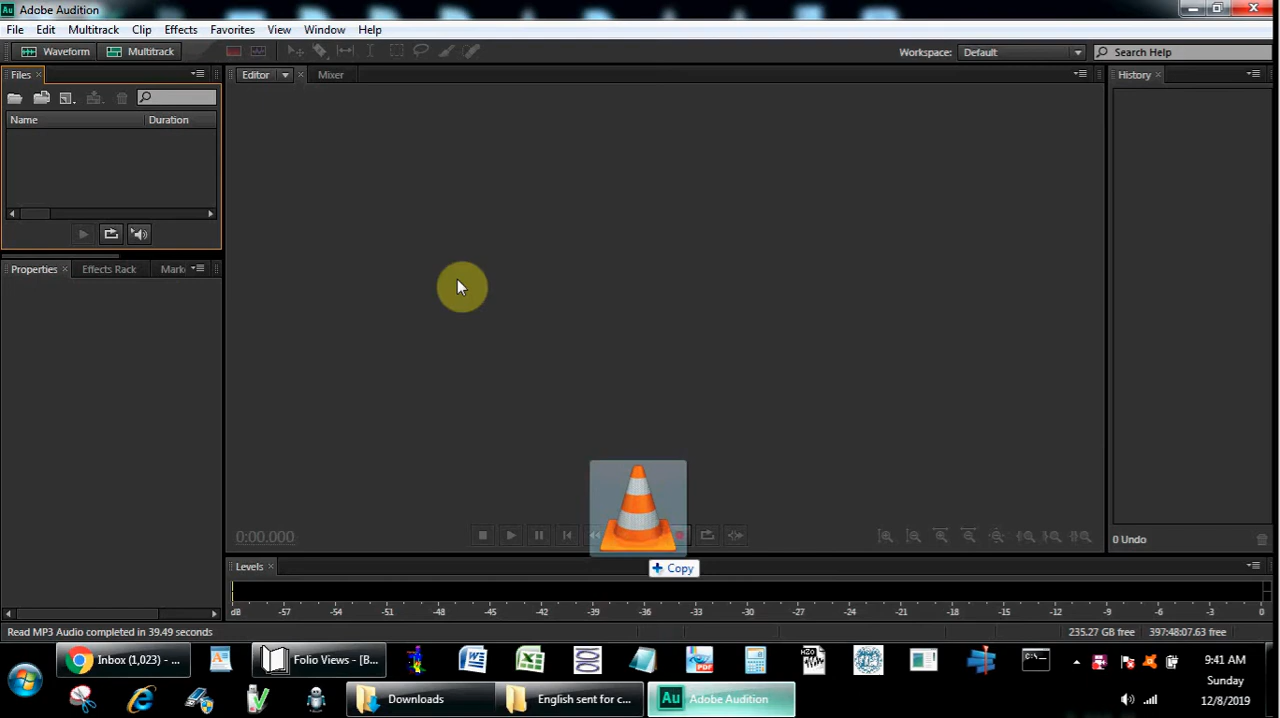 Au Adobe Audition
File Edit Multitrack Clip Effects Favorites View Window Help
Waveform Multitrack Workspace: Default Search Help
Files Editor Mixer History
Name Duration
Properties Effects Rack Mark
0:00.000
0 Undo
Copy
Levels
dB -57 -54 -51 -48 -45 -42 -39 -36 -33 -30 -27 -24 -21 -18 -15 -12 -9 -6 -3 0
Read MP3 Audio completed in 39.49 seconds 235.27 GB free 397:48:07.63 free
Inbox (1,023) - ... Folio Views - [B... 9:41 AM
Sunday
Downloads English sent for c... Au Adobe Audition 12/8/2019